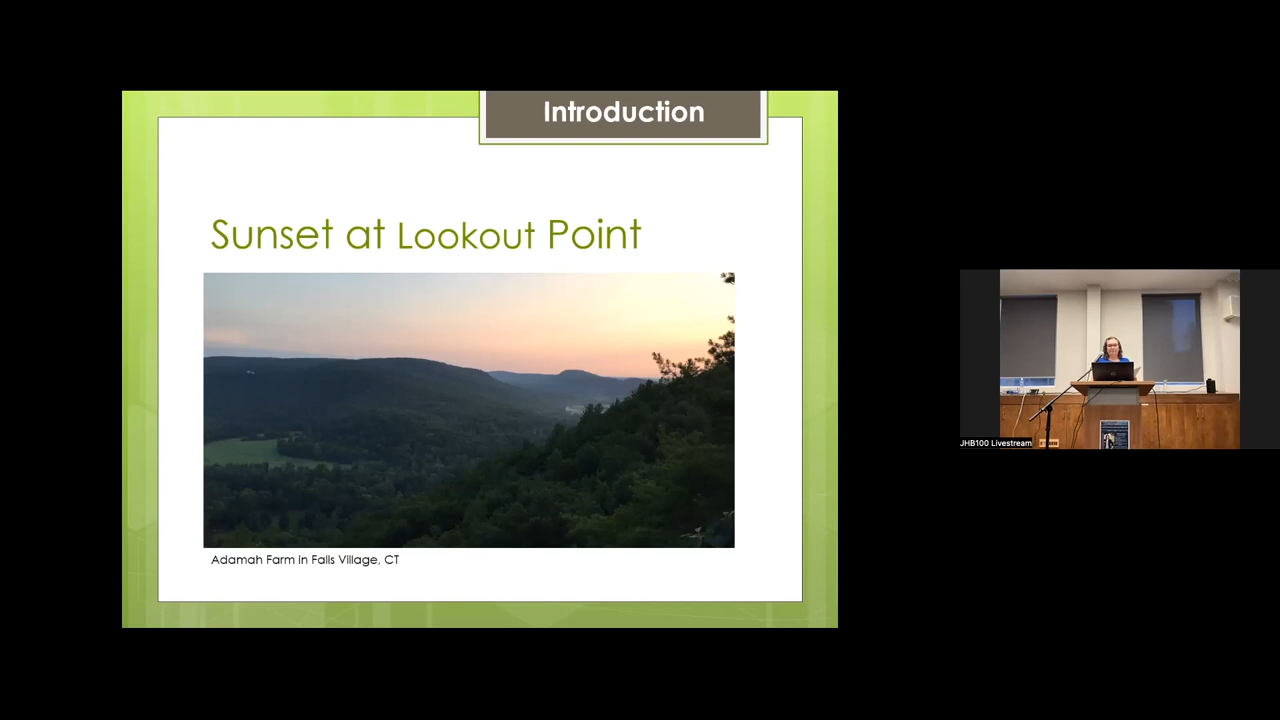 Introduction
Sunset at Lookout Point
Adamah Farm in Falls Village, CT
JHB100 Livestream